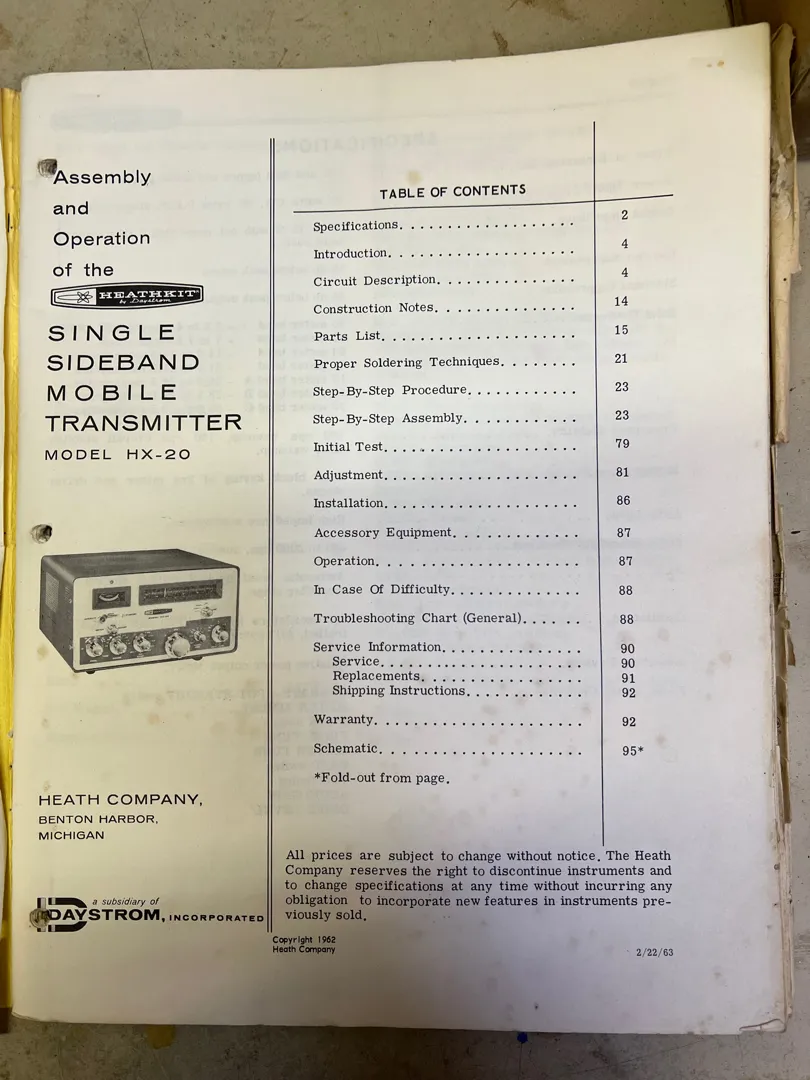 Assembly
and
Operation
of the
HEATHKIT
by Daystrom
SINGLE
SIDEBAND
MOBILE
TRANSMITTER
MODEL HX-20
HEATH COMPANY,
BENTON HARBOR,
MICHIGAN
a subsidiary of
DAYSTROM, INCORPORATED
TABLE OF CONTENTS
Specifications. . . . . . . . . . . . . . . . . . . 2
Introduction. . . . . . . . . . . . . . . . . . . . 4
Circuit Description. . . . . . . . . . . . . . . 4
Construction Notes. . . . . . . . . . . . . . . 14
Parts List. . . . . . . . . . . . . . . . . . . . . 15
Proper Soldering Techniques. . . . . . . . 21
Step-By-Step Procedure. . . . . . . . . . . . 23
Step-By-Step Assembly. . . . . . . . . . . . 23
Initial Test. . . . . . . . . . . . . . . . . . . . . 79
Adjustment. . . . . . . . . . . . . . . . . . . . . 81
Installation. . . . . . . . . . . . . . . . . . . . . 86
Accessory Equipment. . . . . . . . . . . . . . 87
Operation. . . . . . . . . . . . . . . . . . . . . . 87
In Case Of Difficulty. . . . . . . . . . . . . . 88
Troubleshooting Chart (General). . . . . . 88
Service Information. . . . . . . . . . . . . . . 90
Service. . . . . . . . . . . . . . . . . . . . . . 90
Replacements. . . . . . . . . . . . . . . . . . 91
Shipping Instructions. . . . . . . . . . . . . 92
Warranty. . . . . . . . . . . . . . . . . . . . . . . 92
Schematic. . . . . . . . . . . . . . . . . . . . . . 95*
*Fold-out from page.
All prices are subject to change without notice. The Heath
Company reserves the right to discontinue instruments and
to change specifications at any time without incurring any
obligation to incorporate new features in instruments pre-
viously sold.
Copyright 1962
Heath Company
2/22/63